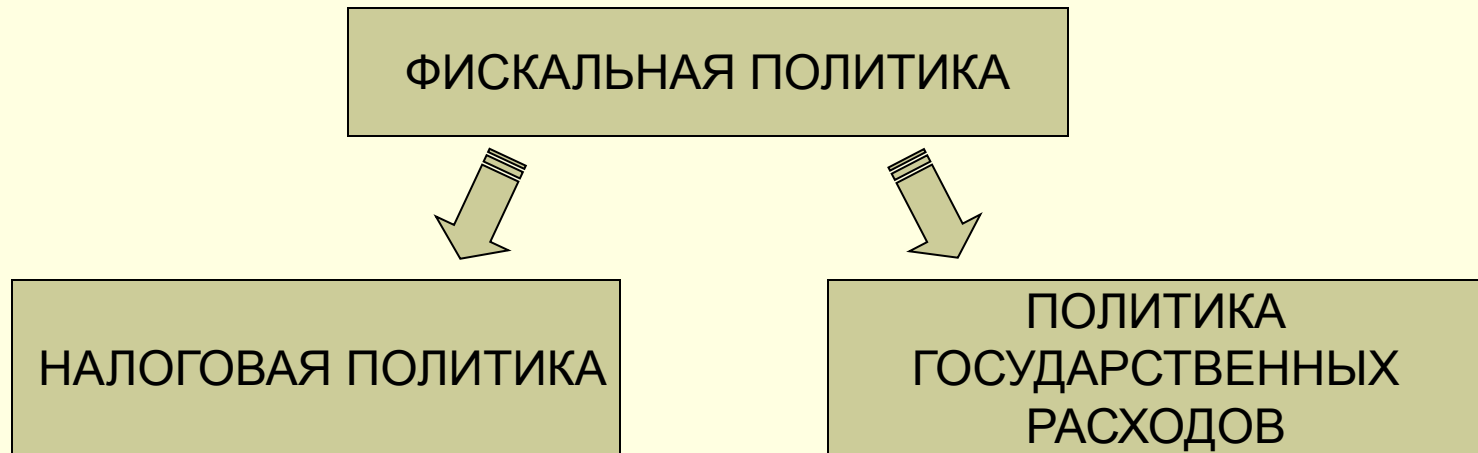 ФИСКАЛЬНАЯ ПОЛИТИКА
НАЛОГОВАЯ ПОЛИТИКА
ПОЛИТИКА
ГОСУДАРСТВЕННЫХ
РАСХОДОВ